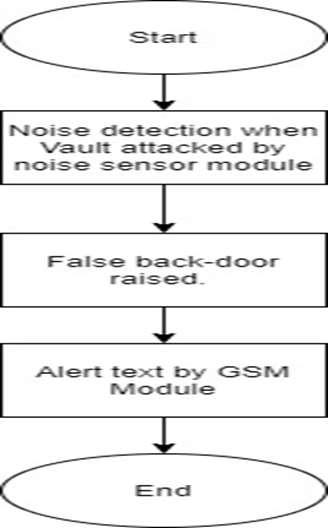 Start
Noise detection when
Vault attacked by
noise sensor module
False back-door
raised.
Alert text by GSM
Module
End